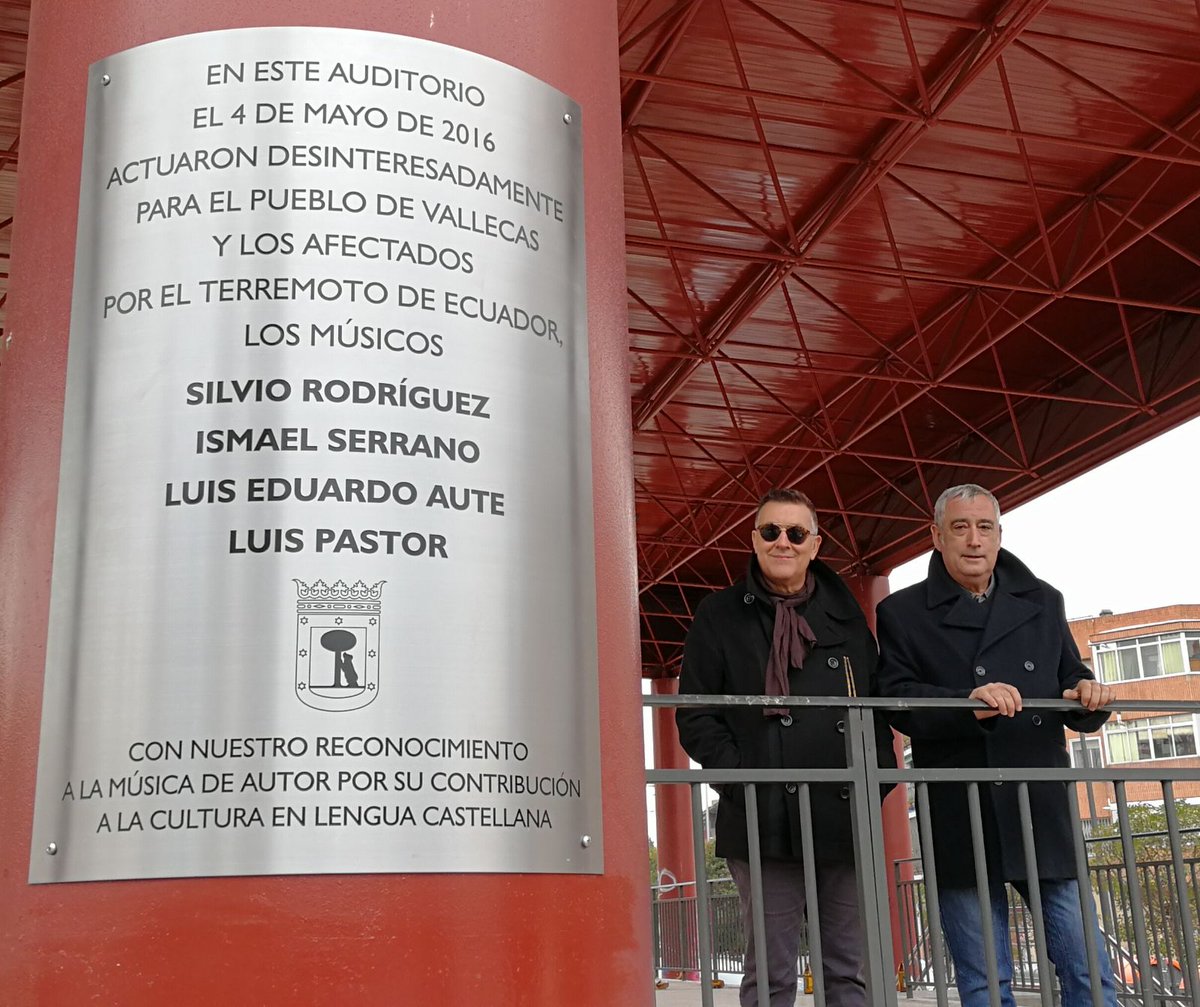 EN ESTE AUDITORIO
EL 4 DE MAYO DE 2016
ACTUARON DESINTERESADAMENTE
PARA EL PUEBLO DE VALLECAS
Y LOS AFECTADOS
POR EL TERREMOTO DE ECUADOR,
LOS MÚSICOS
SILVIO RODRÍGUEZ
ISMAEL SERRANO
LUIS EDUARDO AUTE
LUIS PASTOR
CON NUESTRO RECONOCIMIENTO
A LA MÚSICA DE AUTOR POR SU CONTRIBUCIÓN
A LA CULTURA EN LENGUA CASTELLANA